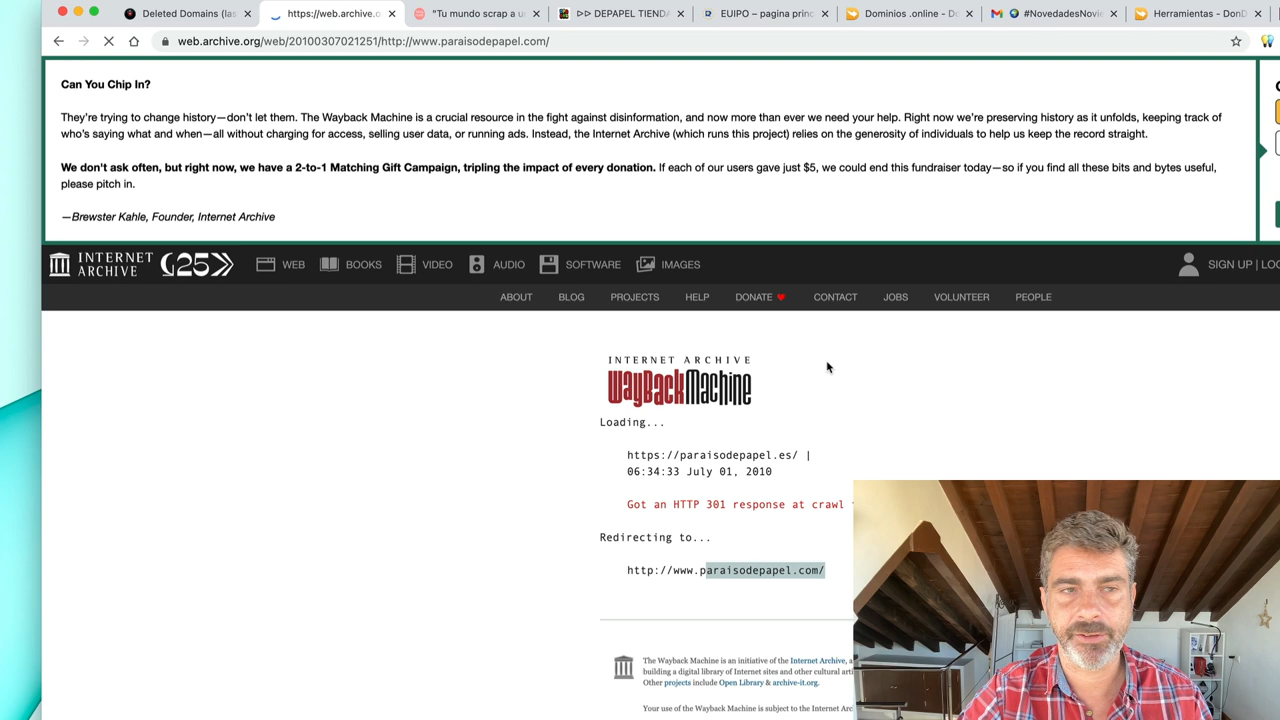 Deleted Domains (las
https://web.archive.o
"Tu mundo scrap a u
>> DEPAPEL TIEND
EUIPO – pagina princ
Dominios .online - Do
#NovedadesNovie
Herramientas - DonD
web.archive.org/web/20100307021251/http://www.paraisodepapel.com/
Can You Chip In?
They're trying to change history—don't let them. The Wayback Machine is a crucial resource in the fight against disinformation, and now more than ever we need your help. Right now we're preserving history as it unfolds, keeping track of
who's saying what and when—all without charging for access, selling user data, or running ads. Instead, the Internet Archive (which runs this project) relies on the generosity of individuals to help us keep the record straight.
We don't ask often, but right now, we have a 2-to-1 Matching Gift Campaign, tripling the impact of every donation. If each of our users gave just $5, we could end this fundraiser today—so if you find all these bits and bytes useful,
please pitch in.
—Brewster Kahle, Founder, Internet Archive
INTERNET ARCHIVE 25 WEB BOOKS VIDEO AUDIO SOFTWARE IMAGES SIGN UP | LO
ABOUT BLOG PROJECTS HELP DONATE CONTACT JOBS VOLUNTEER PEOPLE
INTERNET ARCHIVE
WayBackMachine
Loading...
https://paraisodepapel.es/ |
06:34:33 July 01, 2010
Got an HTTP 301 response at crawl
Redirecting to...
http://www.paraisodepapel.com/
The Wayback Machine is an initiative of the Internet Archive, a
building a digital library of Internet sites and other cultural arti
Other projects include Open Library & archive-it.org.
Your use of the Wayback Machine is subject to the Internet Arc